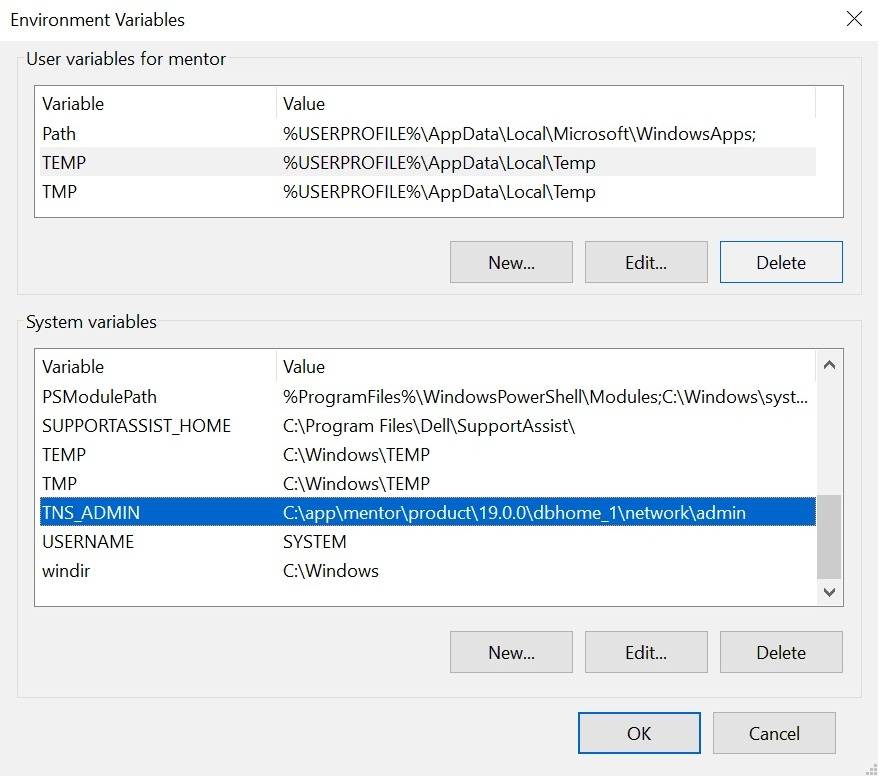 Environment Variables
User variables for mentor
Variable Value
Path %USERPROFILE%\AppData\Local\Microsoft\WindowsApps;
TEMP %USERPROFILE%\AppData\Local\Temp
TMP %USERPROFILE%\AppData\Local\Temp
New... Edit... Delete
System variables
Variable Value
PSModulePath %ProgramFiles%\WindowsPowerShell\Modules;C:\Windows\syst...
SUPPORTASSIST_HOME C:\Program Files\Dell\SupportAssist\
TEMP C:\Windows\TEMP
TMP C:\Windows\TEMP
TNS_ADMIN C:\app\mentor\product\19.0.0\dbhome_1\network\admin
USERNAME SYSTEM
windir C:\Windows
New... Edit... Delete
OK Cancel